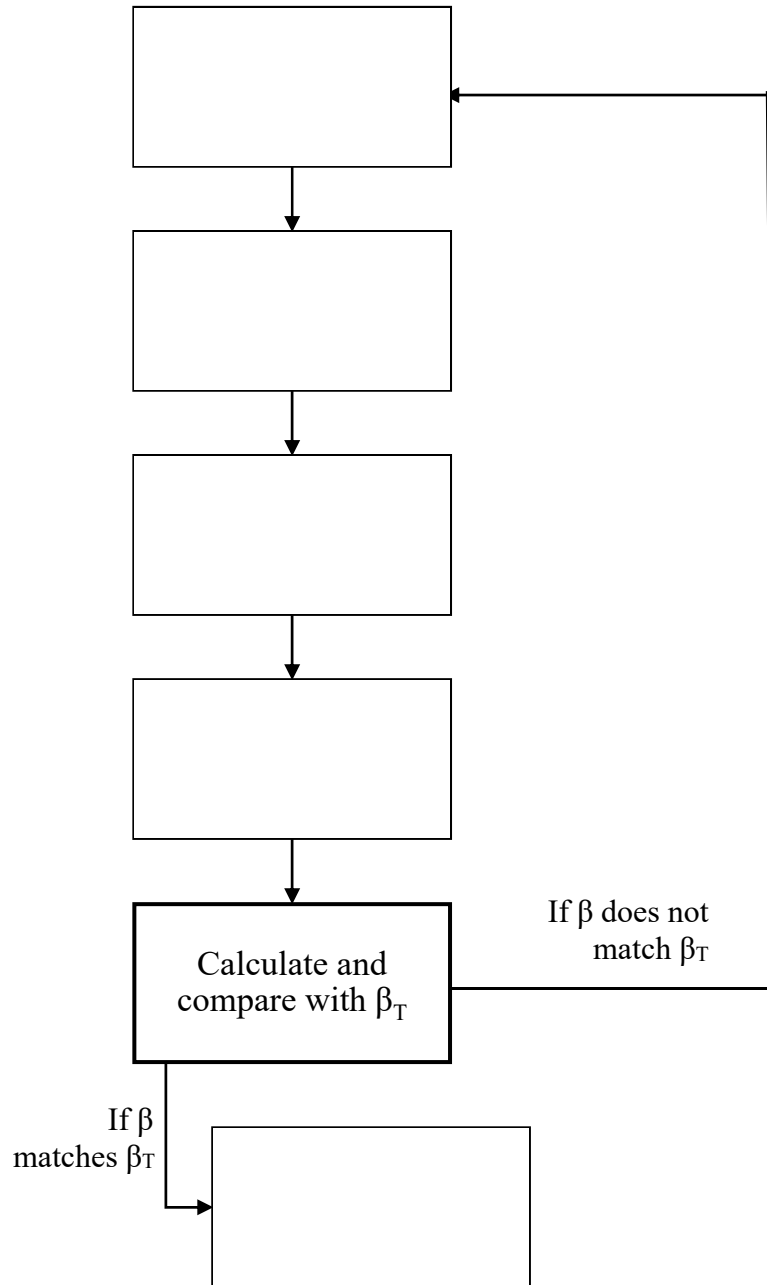 If β does not
match βT
Calculate and
compare with βT
If β
matches βT